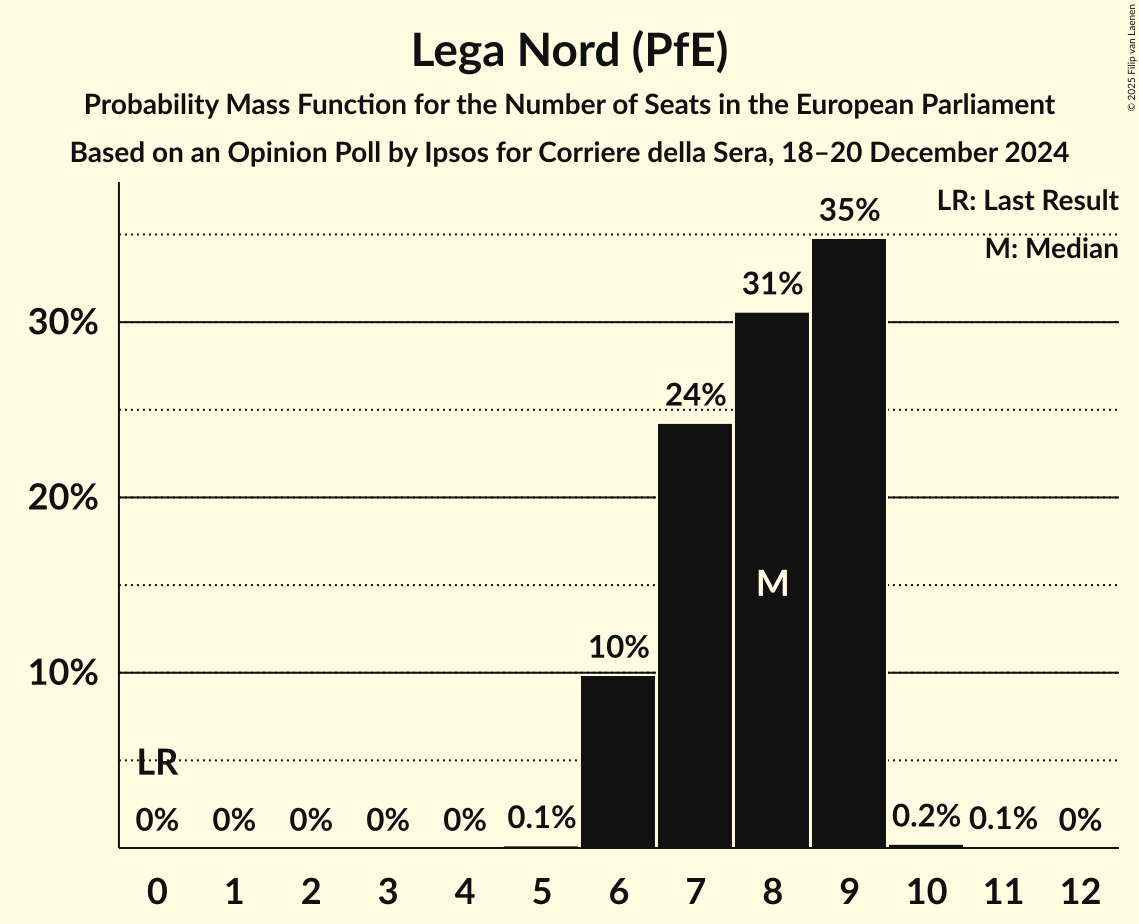 Lega Nord (PfE)
Probability Mass Function for the Number of Seats in the European Parliament
Based on an Opinion Poll by Ipsos for Corriere della Sera, 18–20 December 2024
© 2025 Filip van Laenen
LR: Last Result
M: Median
35%
31%
30%
24%
20%
M
10%
10%
LR
0% 0% 0% 0% 0% 0.1% 0.2% 0.1% 0%
0 1 2 3 4 5 6 7 8 9 10 11 12